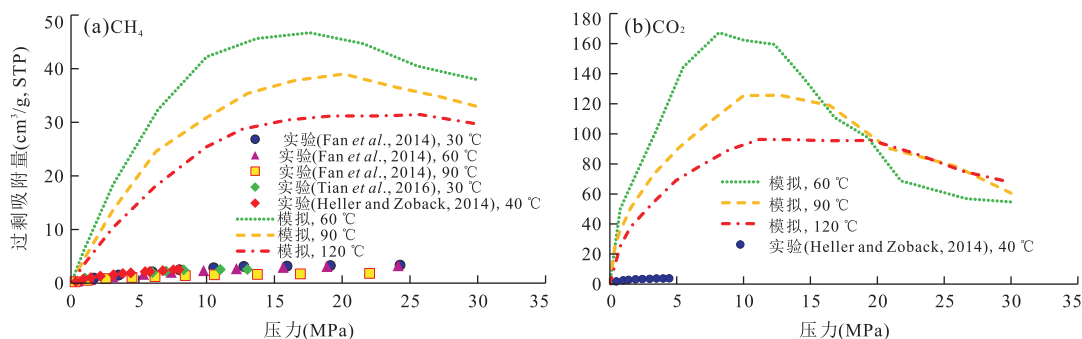 (a)CH₄
过剩吸附量(cm³/g, STP)
50
40
30
20
10
0
实验(Fan et al., 2014), 30 ℃
实验(Fan et al., 2014), 60 ℃
实验(Fan et al., 2014), 90 ℃
实验(Tian et al., 2016), 30 ℃
实验(Heller and Zoback, 2014), 40 ℃
模拟, 60 ℃
模拟, 90 ℃
模拟, 120 ℃
0 5 10 15 20 25 30 35
压力(MPa)
(b)CO₂
180
160
140
120
100
80
60
40
20
0
模拟, 60 ℃
模拟, 90 ℃
模拟, 120 ℃
实验(Heller and Zoback, 2014), 40 ℃
0 5 10 15 20 25 30 35
压力(MPa)